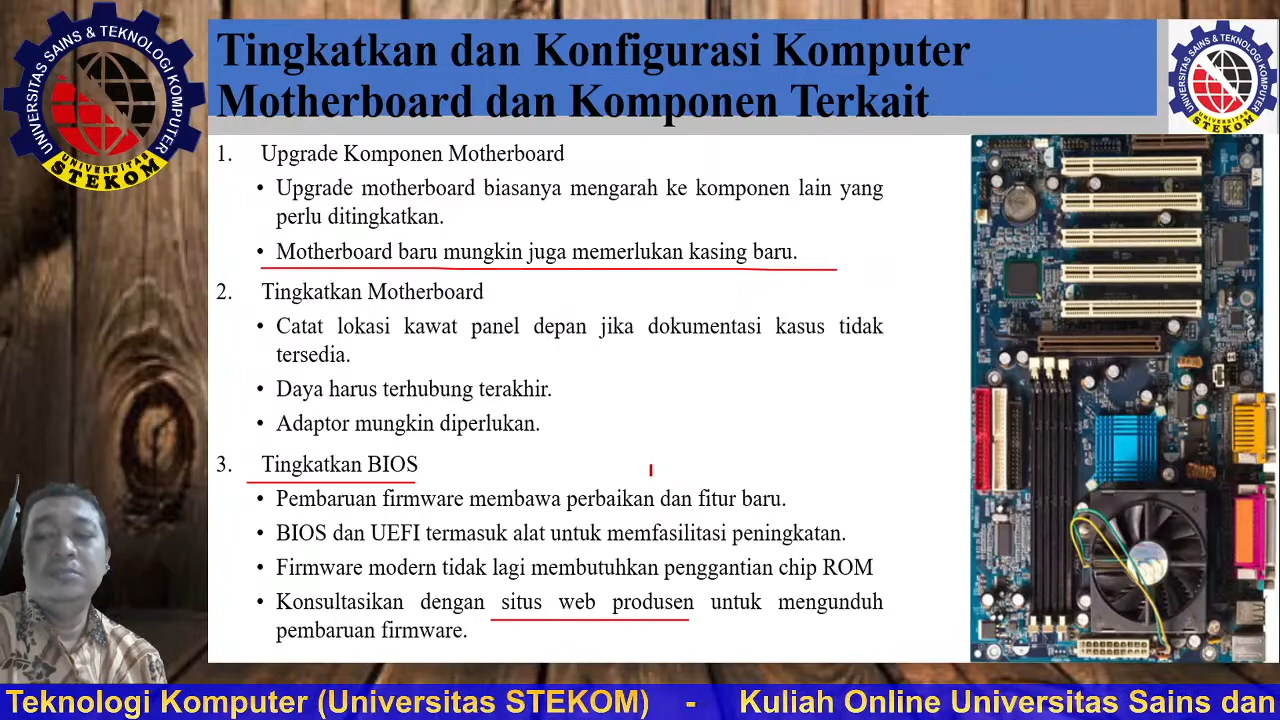 UNIVERSITAS SAINS & TEKNOLOGI KOMPUTER
UNIVERSITAS
STEKOM
Tingkatkan dan Konfigurasi Komputer
Motherboard dan Komponen Terkait
UNIVERSITAS SAINS & TEKNOLOGI KOMPUTER
UNIVERSITAS
STEKOM
1. Upgrade Komponen Motherboard
• Upgrade motherboard biasanya mengarah ke komponen lain yang
perlu ditingkatkan.
• Motherboard baru mungkin juga memerlukan kasing baru.
2. Tingkatkan Motherboard
• Catat lokasi kawat panel depan jika dokumentasi kasus tidak
tersedia.
• Daya harus terhubung terakhir.
• Adaptor mungkin diperlukan.
3. Tingkatkan BIOS
• Pembaruan firmware membawa perbaikan dan fitur baru.
• BIOS dan UEFI termasuk alat untuk memfasilitasi peningkatan.
• Firmware modern tidak lagi membutuhkan penggantian chip ROM
• Konsultasikan dengan situs web produsen untuk mengunduh
pembaruan firmware.
Teknologi Komputer (Universitas STEKOM) - Kuliah Online Universitas Sains dan